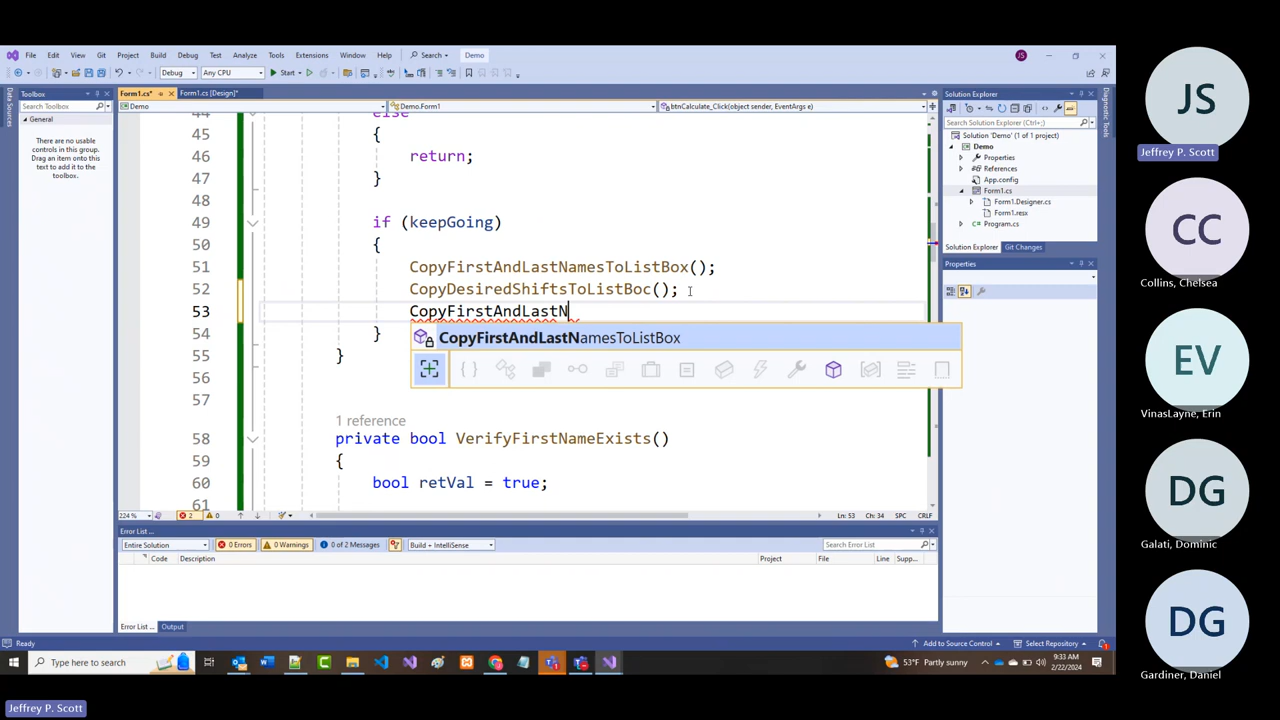 File Edit View Git Project Build Debug Test Analyze Tools Extensions Window Help Search Demo JS
Debug Any CPU Start
Data Sources
Toolbox
Search Toolbox
General
There are no usable controls in this group. Drag an item onto this text to add it to the toolbox.
Form1.cs* Form1.cs [Design]*
Demo Demo.Form1 btnCalculate_Click(object sender, EventArgs e)
44 else
45 {
46 return;
47 }
48
49 if (keepGoing)
50 {
51 CopyFirstAndLastNamesToListBox();
52 CopyDesiredShiftsToListBoc();
53 CopyFirstAndLastN
CopyFirstAndLastNamesToListBox
54 }
55 }
56
57
1 reference
58 private bool VerifyFirstNameExists()
59 {
60 bool retVal = true;
61
224 % 2 0 Ln: 53 Ch: 34 SPC CRLF
Error List ...
Entire Solution 0 Errors 0 Warnings 0 of 2 Messages Build + IntelliSense Search Error List
Code Description Project File Line Supp...
Error List ... Output
Solution Explorer
Search Solution Explorer (Ctrl+;)
Solution 'Demo' (1 of 1 project)
Demo
Properties
References
App.config
Form1.cs
Form1.Designer.cs
Form1.resx
Program.cs
Solution Explorer Git Changes
Properties
Diagnostic Tools
Ready Add to Source Control Select Repository
Type here to search 53°F Partly sunny 9:33 AM
2/22/2024
Jeffrey P. Scott
JS
Jeffrey P. Scott
CC
Collins, Chelsea
EV
VinasLayne, Erin
DG
Galati, Dominic
DG
Gardiner, Daniel